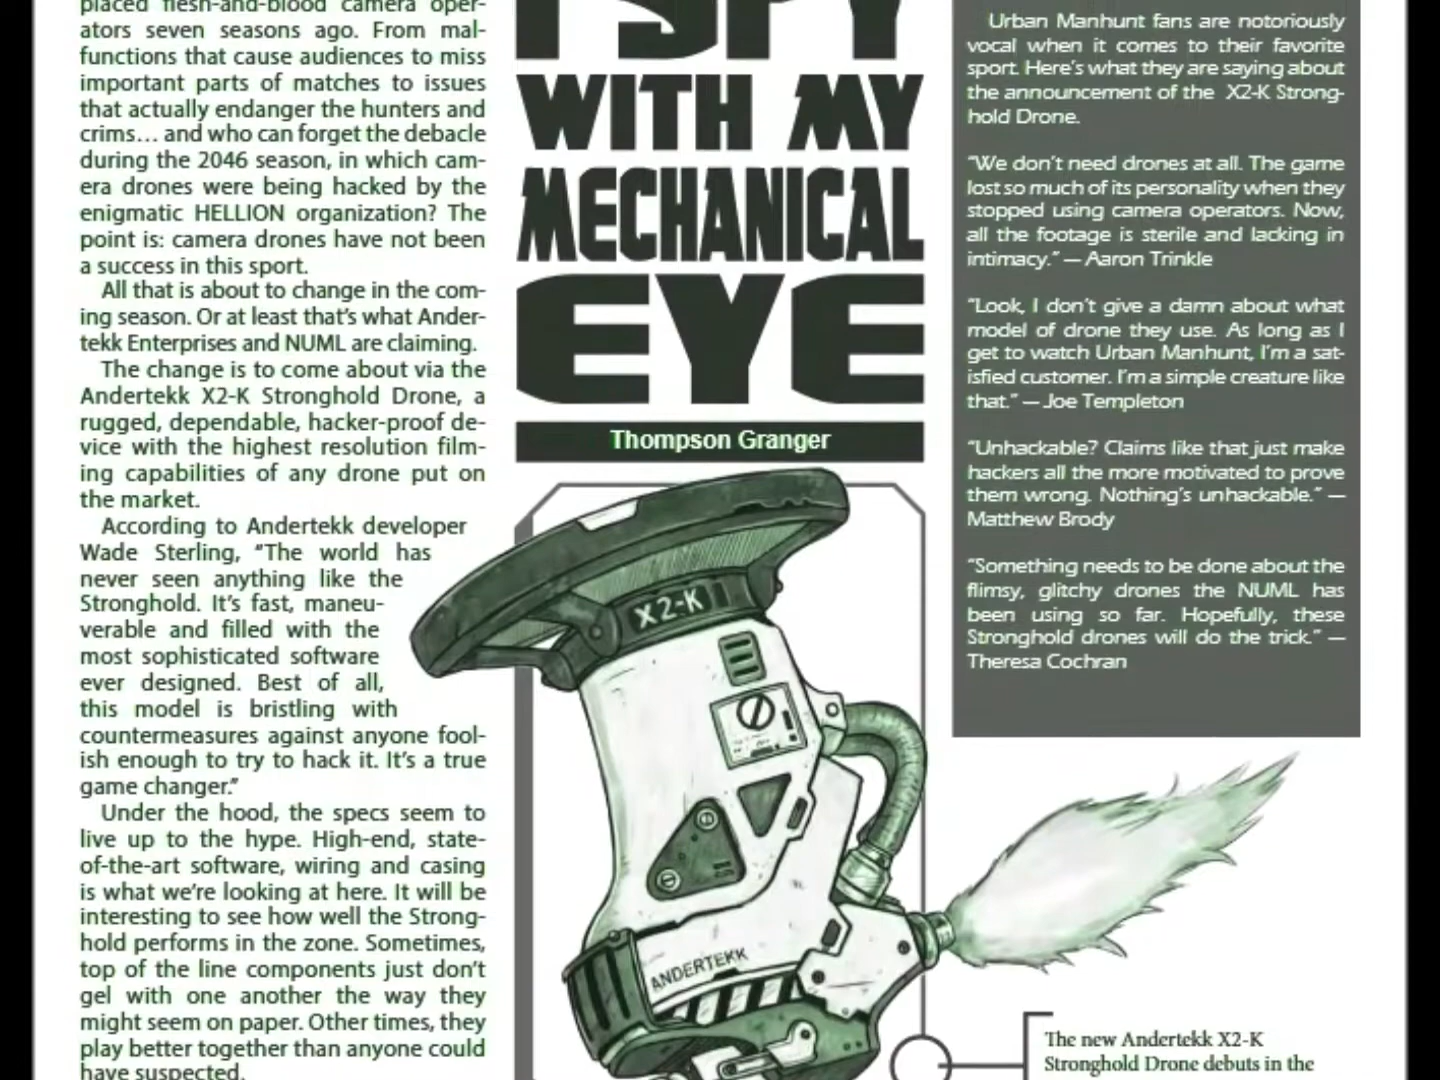 placed flesh-and-blood camera oper-
ators seven seasons ago. From mal-
functions that cause audiences to miss
important parts of matches to issues
that actually endanger the hunters and
crims… and who can forget the debacle
during the 2046 season, in which cam-
era drones were being hacked by the
enigmatic HELLION organization? The
point is: camera drones have not been
a success in this sport.
All that is about to change in the com-
ing season. Or at least that's what Ander-
tekk Enterprises and NUML are claiming.
The change is to come about via the
Andertekk X2-K Stronghold Drone, a
rugged, dependable, hacker-proof de-
vice with the highest resolution film-
ing capabilities of any drone put on
the market.
According to Andertekk developer
Wade Sterling, "The world has
never seen anything like the
Stronghold. It's fast, maneu-
verable and filled with the
most sophisticated software
ever designed. Best of all,
this model is bristling with
countermeasures against anyone fool-
ish enough to try to hack it. It's a true
game changer."
Under the hood, the specs seem to
live up to the hype. High-end, state-
of-the-art software, wiring and casing
is what we're looking at here. It will be
interesting to see how well the Strong-
hold performs in the zone. Sometimes,
top of the line components just don't
gel with one another the way they
might seem on paper. Other times, they
play better together than anyone could
have suspected.
I SPY
WITH MY
MECHANICAL
EYE
Thompson Granger
X2-K
ANDERTEKK
Urban Manhunt fans are notoriously
vocal when it comes to their favorite
sport. Here's what they are saying about
the announcement of the X2-K Strong-
hold Drone.
"We don't need drones at all. The game
lost so much of its personality when they
stopped using camera operators. Now,
all the footage is sterile and lacking in
intimacy." — Aaron Trinkle
"Look, I don't give a damn about what
model of drone they use. As long as I
get to watch Urban Manhunt, I'm a sat-
isfied customer. I'm a simple creature like
that." — Joe Templeton
"Unhackable? Claims like that just make
hackers all the more motivated to prove
them wrong. Nothing's unhackable." —
Matthew Brody
"Something needs to be done about the
flimsy, glitchy drones the NUML has
been using so far. Hopefully, these
Stronghold drones will do the trick." —
Theresa Cochran
The new Andertekk X2-K
Stronghold Drone debuts in the